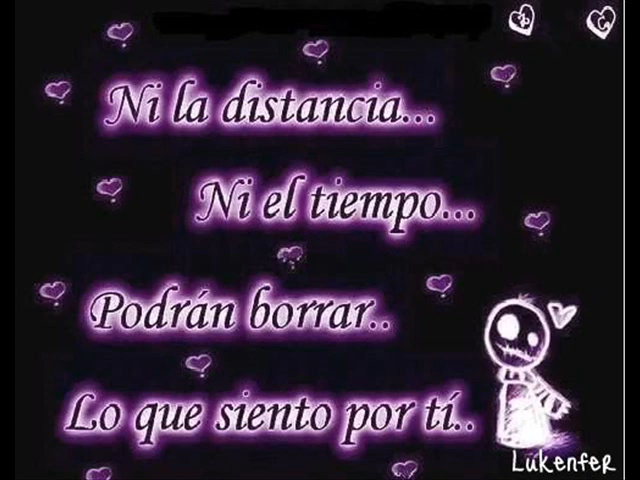 Ni la distancia...
Ni el tiempo...
Podrán borrar..
Lo que siento por tí..
Lukenfer